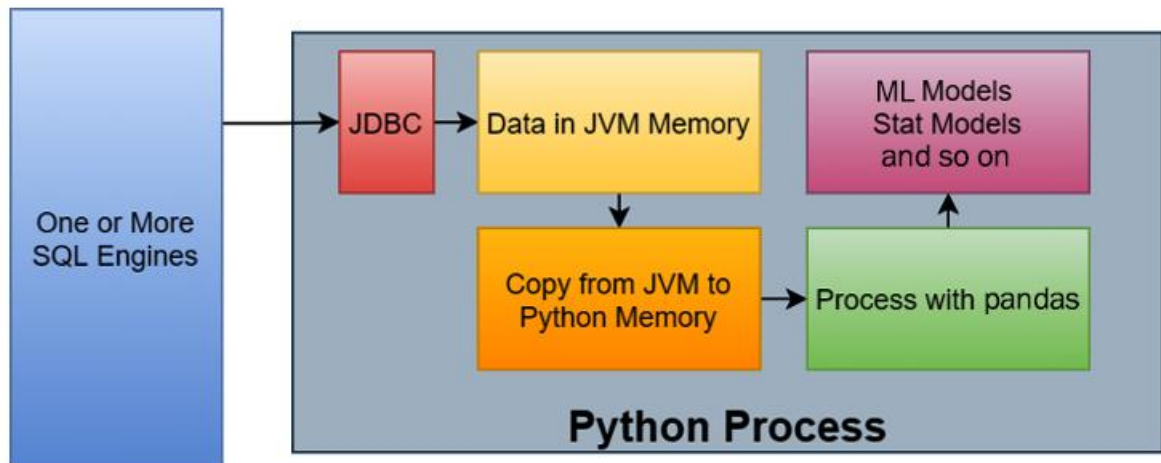 One or More
SQL Engines
JDBC
Data in JVM Memory
Copy from JVM to
Python Memory
Process with pandas
ML Models
Stat Models
and so on
Python Process